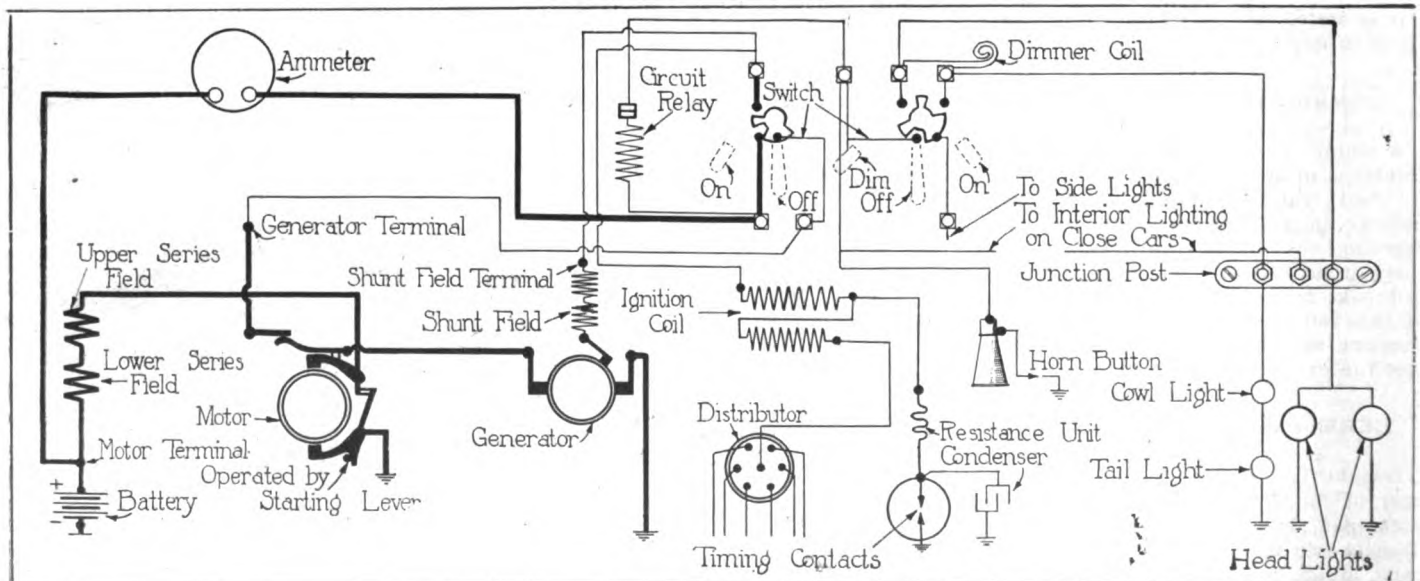 Ammeter
Dimmer Coil
Circuit
Relay
Switch
On
Off
Dim
Off
On
To Side Lights
To Interior Lighting
on Close Cars
Generator Terminal
Upper Series
Field
Shunt Field Terminal
Junction Post
Shunt Field
Ignition
Coil
Lower Series
Field
Horn Button
Motor
Cowl Light
Generator
Distributor
Resistance Unit
Condenser
Motor Terminal
Operated by
Starting Lever
Tail Light
+
Battery
-
Timing Contacts
Head Lights